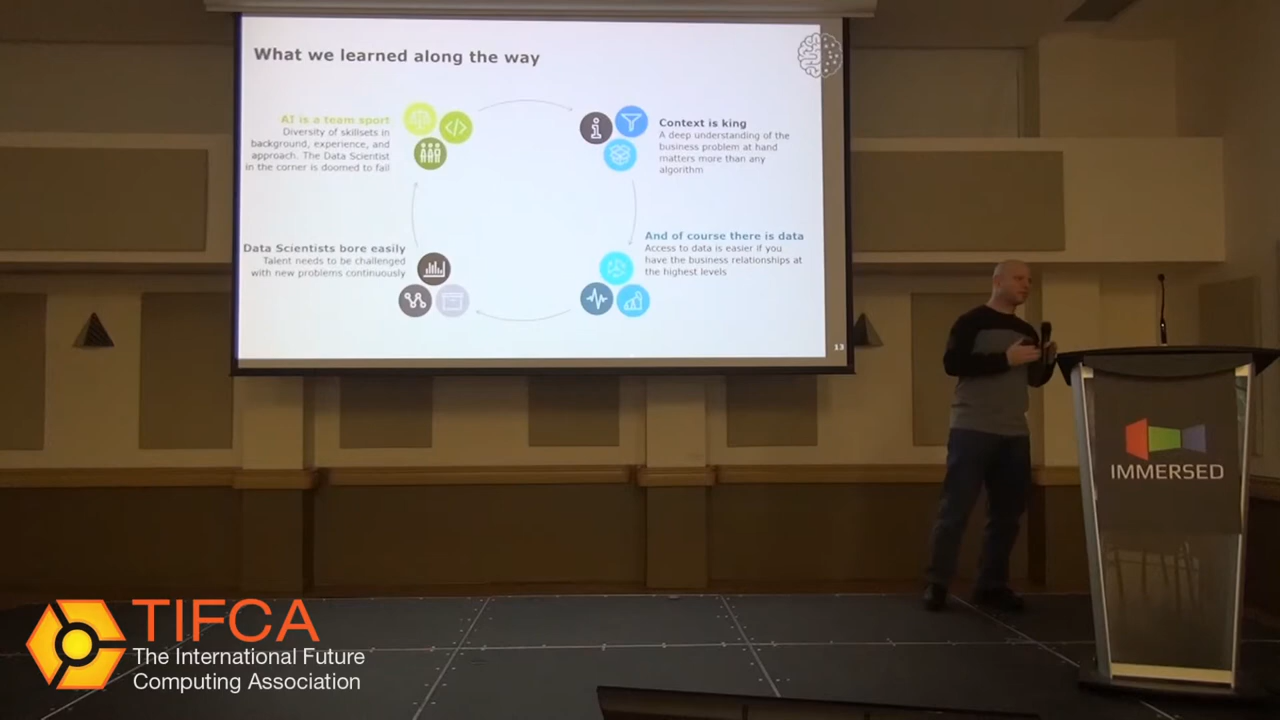 What we learned along the way
AI is a team sport
Diversity of skillsets in
background, experience, and
approach. The Data Scientist
in the corner is doomed to fail
Context is king
A deep understanding of the
business problem at hand
matters more than any
algorithm
Data Scientists bore easily
Talent needs to be challenged
with new problems continuously
And of course there is data
Access to data is easier if you
have the business relationships at
the highest levels
13
IMMERSED
TIFCA
The International Future
Computing Association